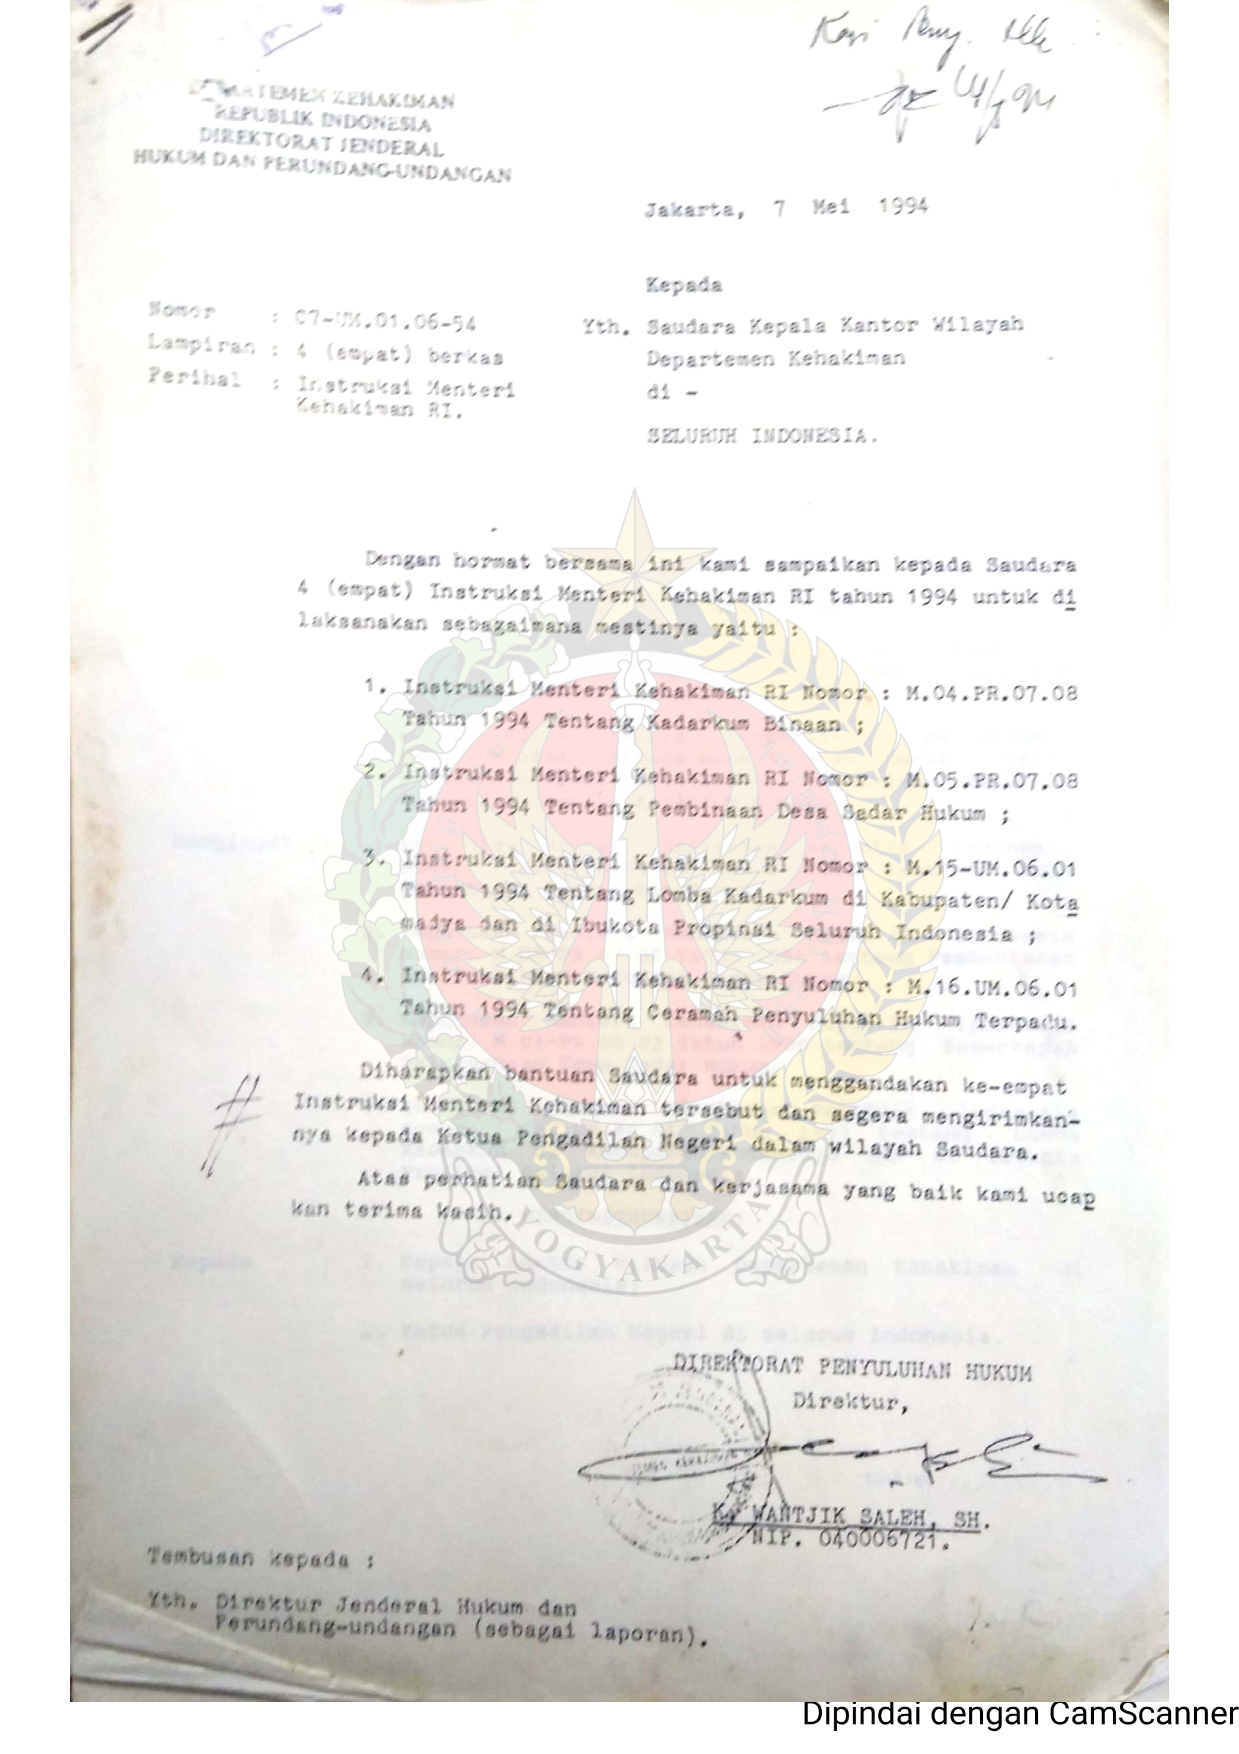 DEPARTEMEN KEHAKIMAN
REPUBLIK INDONESIA
DIREKTORAT JENDERAL
HUKUM DAN PERUNDANG-UNDANGAN
Jakarta, 7 Mei 1994
Kepada
Nomor : C7-UM.01.06-54
Yth. Saudara Kepala Kantor Wilayah
Lampiran : 4 (empat) berkas
Departemen Kehakiman
Perihal : Instruksi Menteri
di -
Kehakiman RI.
SELURUH INDONESIA.
Dengan hormat bersama ini kami sampaikan kepada Saudara
4 (empat) Instruksi Menteri Kehakiman RI tahun 1994 untuk di
laksanakan sebagaimana mestinya yaitu :
1. Instruksi Menteri Kehakiman RI Nomor : M.04.PR.07.08
Tahun 1994 Tentang Kadarkum Binaan ;
2. Instruksi Menteri Kehakiman RI Nomor : M.05.PR.07.08
Tahun 1994 Tentang Pembinaan Desa Sadar Hukum ;
3. Instruksi Menteri Kehakiman RI Nomor : M.15-UM.06.01
Tahun 1994 Tentang Lomba Kadarkum di Kabupaten/ Kota
madya dan di Ibukota Propinsi Seluruh Indonesia ;
4. Instruksi Menteri Kehakiman RI Nomor : M.16.UM.06.01
Tahun 1994 Tentang Ceramah Penyuluhan Hukum Terpadu.
Diharapkan bantuan Saudara untuk menggandakan ke-empat
Instruksi Menteri Kehakiman tersebut dan segera mengirimkan-
nya kepada Ketua Pengadilan Negeri dalam wilayah Saudara.
Atas perhatian Saudara dan kerjasama yang baik kami ucap
kan terima kasih.
YOGYAKARTA
DIREKTORAT PENYULUHAN HUKUM
Direktur,
K. WANTJIK SALEH, SH.
NIP. 040006721.
Tembusan kepada :
Yth. Direktur Jenderal Hukum dan
Perundang-undangan (sebagai laporan).
Dipindai dengan CamScanner